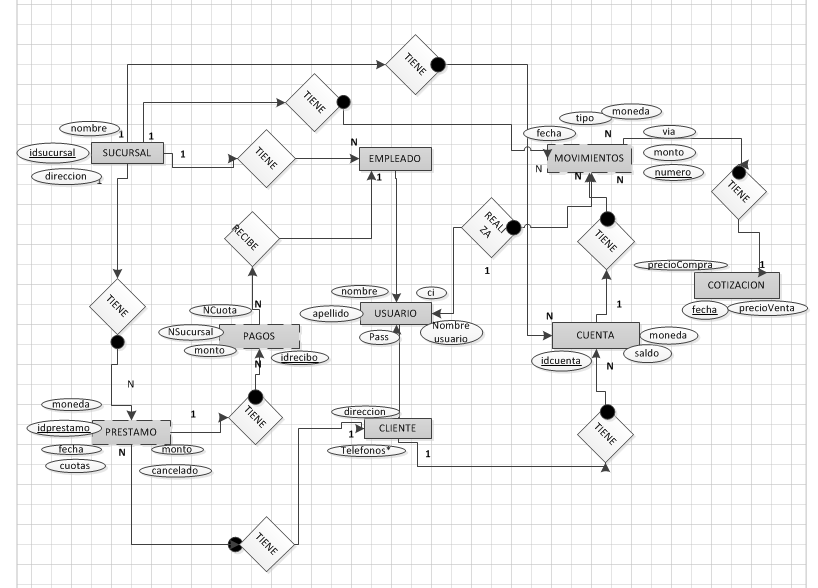 TIENE
TIENE
moneda
tipo
nombre
1
1
fecha
N
via
SUCURSAL
1
N
EMPLEADO
MOVIMIENTOS
monto
idsucursal
TIENE
N
numero
direccion
1
1
N
N
TIENE
REALI
ZA
RECIBE
TIENE
1
1
precioCompra
COTIZACION
TIENE
nombre
ci
NCuota
N
apellido
USUARIO
1
fecha
precioVenta
N
NSucursal
PAGOS
Pass
Nombre
usuario
CUENTA
moneda
monto
idrecibo
idcuenta
saldo
N
N
N
moneda
TIENE
direccion
1
idprestamo
PRESTAMO
CLIENTE
1
TIENE
fecha
N
monto
Telefonos*
1
cuotas
cancelado
TIENE